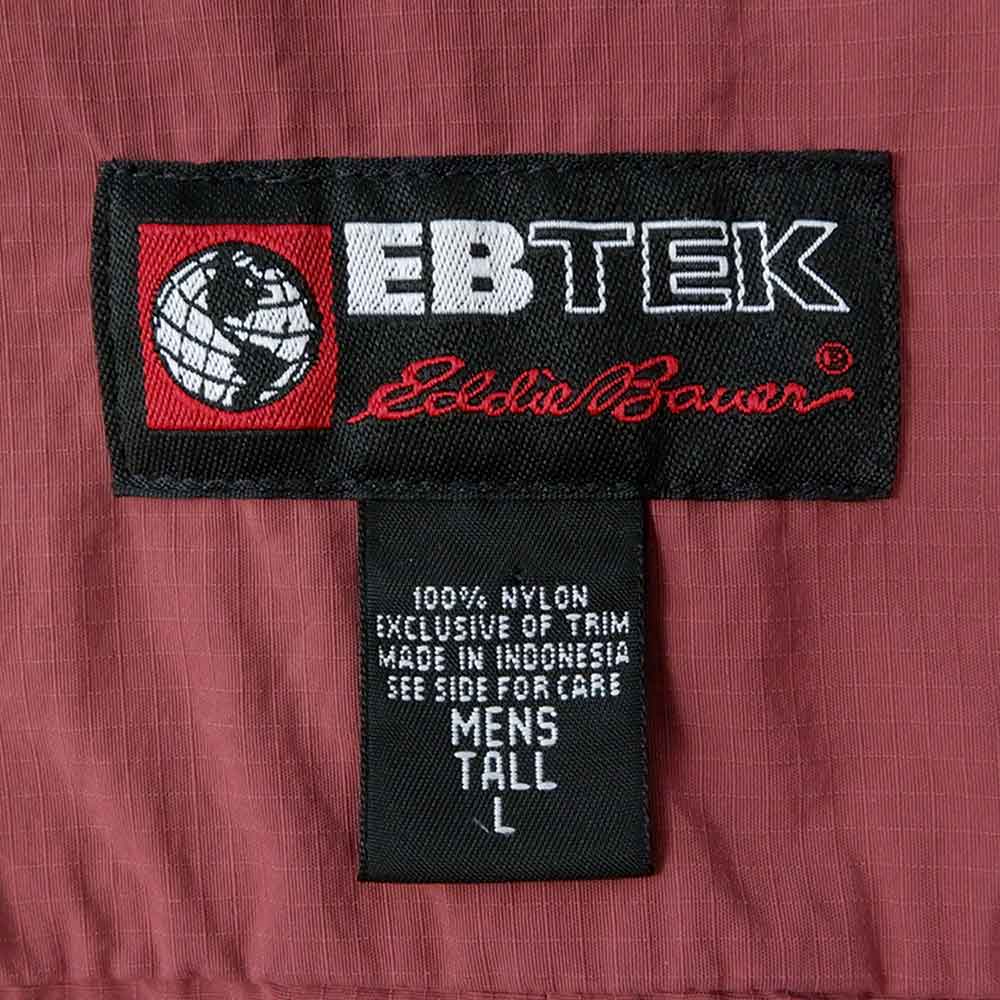 EBTEK
Eddie Bauer ®
100% NYLON
EXCLUSIVE OF TRIM
MADE IN INDONESIA
SEE SIDE FOR CARE
MENS
TALL
L